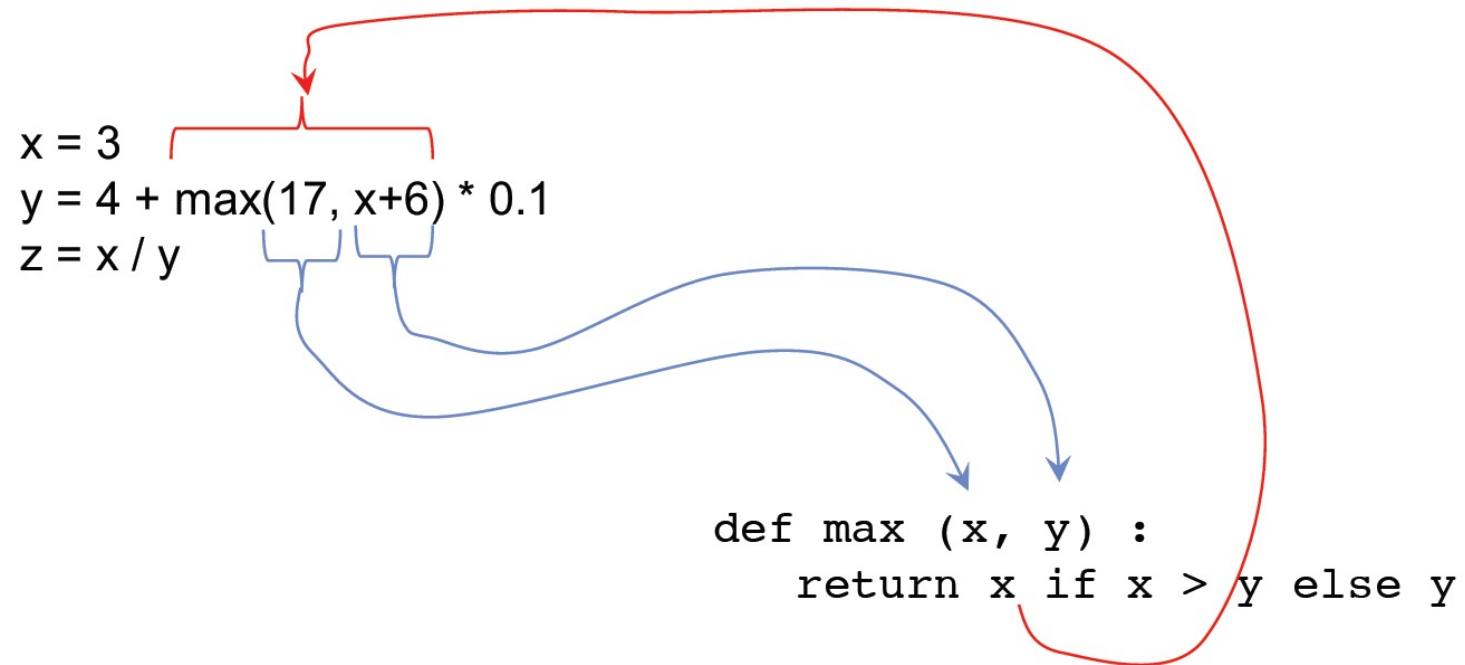 x = 3
y = 4 + max(17, x+6) * 0.1
z = x / y
def max (x, y) :
return x if x > y else y